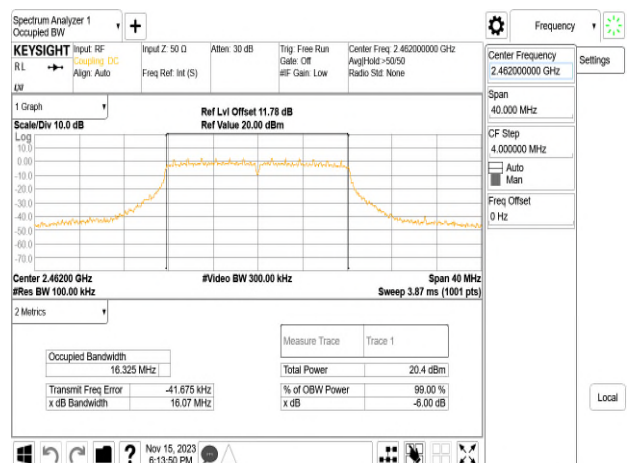 Spectrum Analyzer 1
Occupied BW
Frequency
KEYSIGHT
RL
Input: RF
Coupling: DC
Align: Auto
Input Z: 50 Ω
Freq Ref: Int (S)
Atten: 30 dB
Trig: Free Run
Gate: Off
#IF Gain: Low
Center Freq: 2.462000000 GHz
Avg|Hold:>50/50
Radio Std: None
1 Graph
Scale/Div 10.0 dB
Ref Lvl Offset 11.78 dB
Ref Value 20.00 dBm
Log
10.0
0.00
-10.0
-20.0
-30.0
-40.0
-50.0
-60.0
-70.0
Center 2.46200 GHz
#Res BW 100.00 kHz
#Video BW 300.00 kHz
Span 40 MHz
Sweep 3.87 ms (1001 pts)
2 Metrics
Measure Trace
Trace 1
Occupied Bandwidth
16.325 MHz
Total Power
20.4 dBm
Transmit Freq Error
-41.675 kHz
% of OBW Power
99.00 %
x dB Bandwidth
16.07 MHz
x dB
-6.00 dB
Center Frequency
2.462000000 GHz
Settings
Span
40.000 MHz
CF Step
4.000000 MHz
Auto
Man
Freq Offset
0 Hz
Local
?
Nov 15, 2023
6:13:50 PM